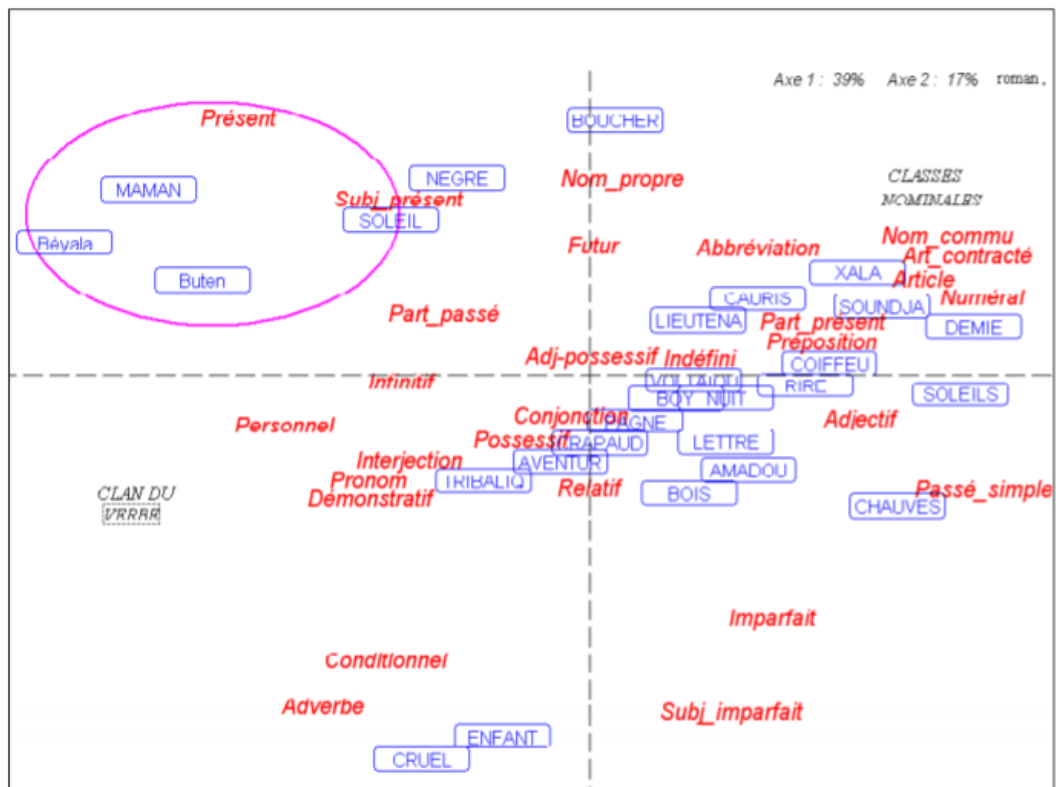 Axe 1 : 39% Axe 2 : 17% roman,
Présent
BOUCHER
NEGRE
Nom_propre
CLASSES
MAMAN
Subj_présent
NOMINALES
SOLEIL
Béyala
Futur
Abbréviation
Nom_commu
Art_contracté
XALA
Article
Buten
CAURIS
SOUNDJA
Numéral
Part_passé
LIEUTENA
Part_présent
DEMIE
Préposition
Adj-possessif
Indéfini
COIFFEU
Infinitif
VOLTAIQU
RIRE
SOLEILS
BOY
NUIT
Personnel
Conjonction
PAGNE
Adjectif
Possessif
CRAPAUD
LETTRE
Interjection
AVENTUR
AMADOU
Pronom
TRIBALIQ
CLAN DU
Démonstratif
Relatif
BOIS
Passé_simple
VERBE
CHAUVES
Imparfait
Conditionnel
Adverbe
Subj_imparfait
ENFANT
CRUEL